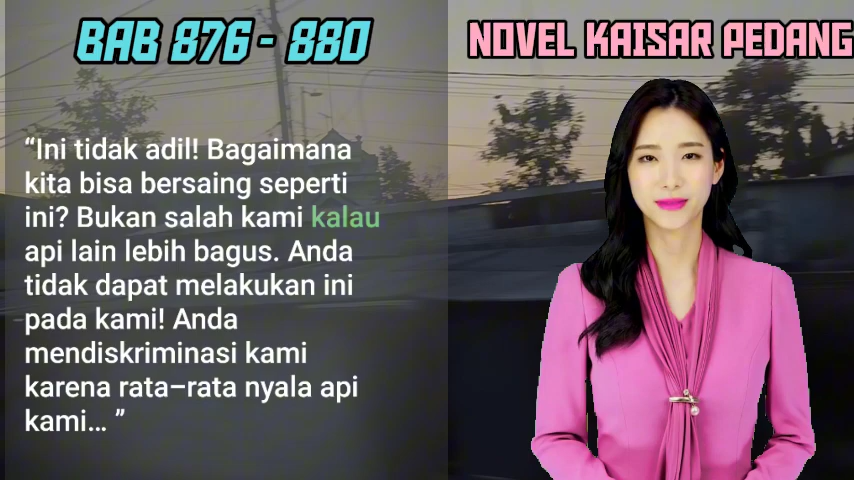 BAB 876 - 880
NOVEL KAISAR PEDANG
“Ini tidak adil! Bagaimana
kita bisa bersaing seperti
ini? Bukan salah kami kalau
api lain lebih bagus. Anda
tidak dapat melakukan ini
pada kami! Anda
mendiskriminasi kami
karena rata–rata nyala api
kami... ”